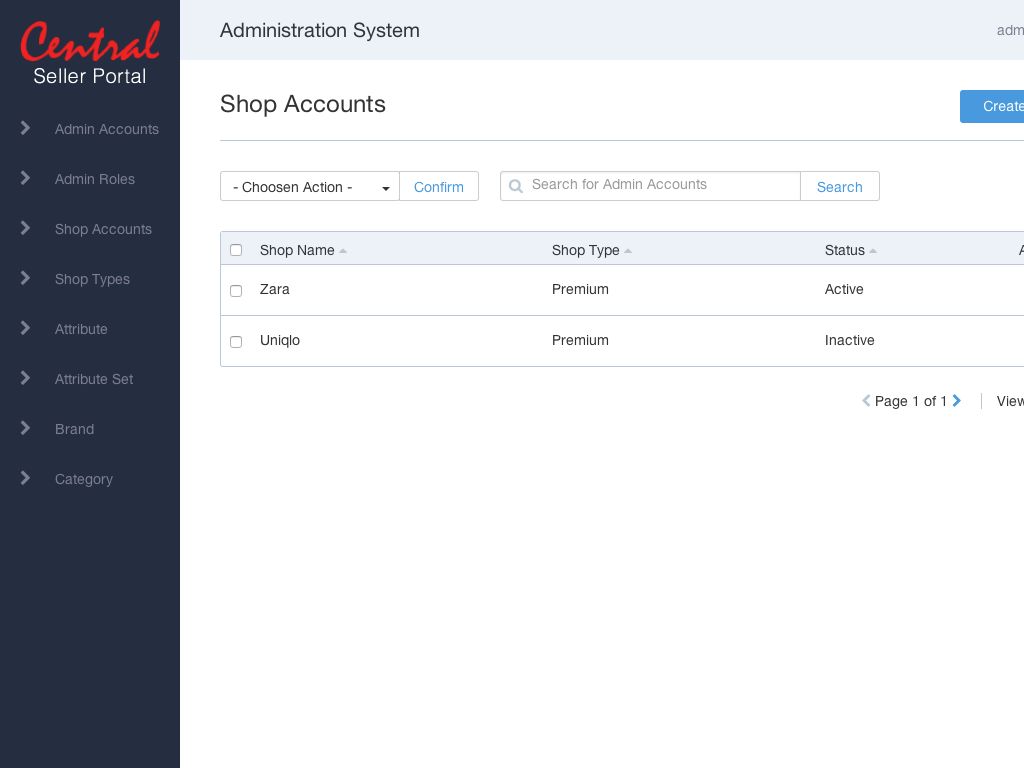 Central
Seller Portal
Admin Accounts
Admin Roles
Shop Accounts
Shop Types
Attribute
Attribute Set
Brand
Category
Administration System
adm
Shop Accounts
Create
- Choosen Action -
Confirm
Search for Admin Accounts
Search
Shop Name Shop Type Status A
Zara Premium Active
Uniqlo Premium Inactive
Page 1 of 1
View